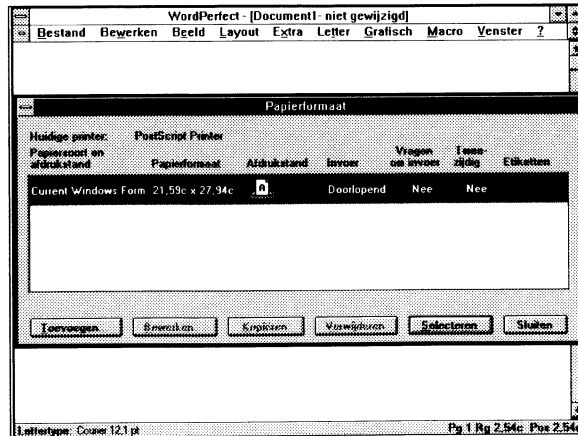 WordPerfect - [Document1- niet gewijzigd]
Bestand Bewerken Beeld Layout Extra Letter Grafisch Macro Venster ?
Papierformaat
Huidige printer: PostScript Printer
Papiersoort en afdrukstand Papierformaat Afdrukstand Invoer Vragen om invoer Twee-zijdig Etiketten
Current Windows Form 21,59c x 27,94c A Doorlopend Nee Nee
Toevoegen... Bewerken... Kopiëren Verwijderen... Selecteren Sluiten
Lettertype: Courier 12,1 pt Pg 1 Rg 2,54c Pos 2,54c